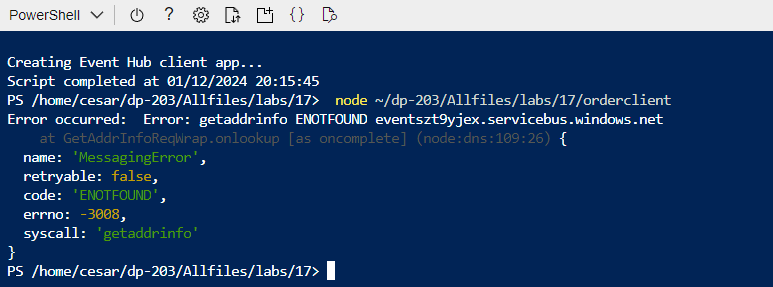 PowerShell
Creating Event Hub client app...
Script completed at 01/12/2024 20:15:45
PS /home/cesar/dp-203/Allfiles/labs/17>  node ~/dp-203/Allfiles/labs/17/orderclient
Error occurred:  Error: getaddrinfo ENOTFOUND eventszt9yjex.servicebus.windows.net
    at GetAddrInfoReqWrap.onlookup [as oncomplete] (node:dns:109:26) {
  name: 'MessagingError',
  retryable: false,
  code: 'ENOTFOUND',
  errno: -3008,
  syscall: 'getaddrinfo'
}
PS /home/cesar/dp-203/Allfiles/labs/17>